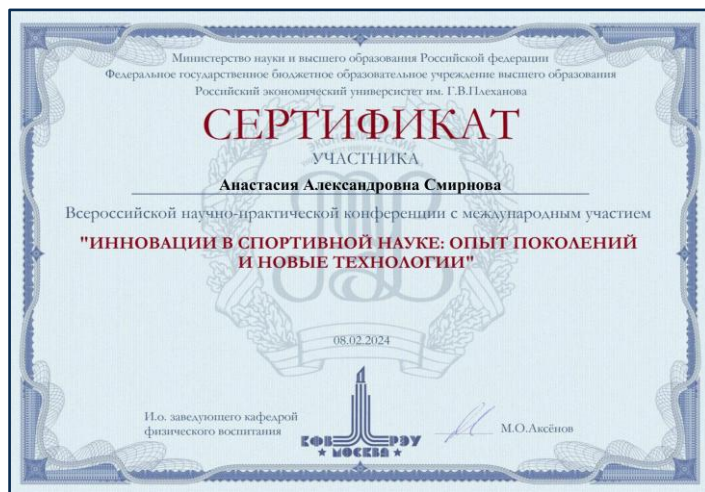 Министерство науки и высшего образования Российской федерации
Федеральное государственное бюджетное образовательное учреждение высшего образования
Российский экономический университет им. Г.В.Плеханова
СЕРТИФИКАТ
ЭКОНОМИЧЕСКИЙ
УЧАСТНИКА
Анастасия Александровна Смирнова
Всероссийской научно-практической конференции с международным участием
"ИННОВАЦИИ В СПОРТИВНОЙ НАУКЕ: ОПЫТ ПОКОЛЕНИЙ
И НОВЫЕ ТЕХНОЛОГИИ"
08.02.2024
И.о. заведующего кафедрой
физического воспитания
М.О.Аксёнов
КФВ РЭУ
МОСКВА